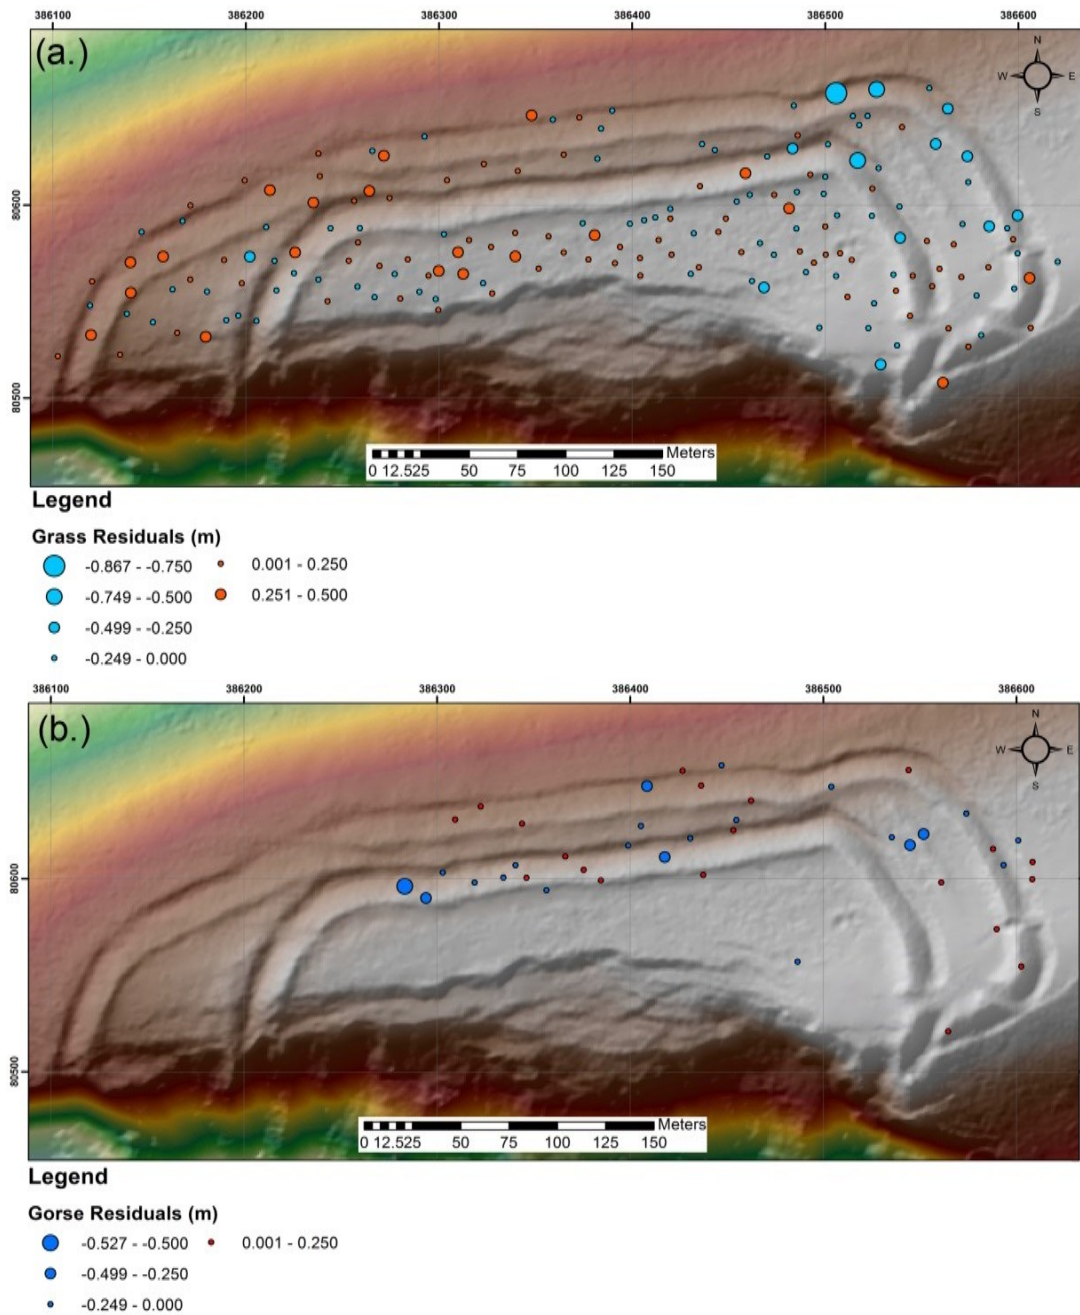 386100 386200 386300 386400 386500 386600
(a.)
N
W E
S
80600
80500
Meters
0 12.525 50 75 100 125 150
Legend
Grass Residuals (m)
-0.867 - -0.750 0.001 - 0.250
-0.749 - -0.500 0.251 - 0.500
-0.499 - -0.250
-0.249 - 0.000
386100 386200 386300 386400 386500 386600
(b.)
N
W E
S
80600
80500
Meters
0 12.525 50 75 100 125 150
Legend
Gorse Residuals (m)
-0.527 - -0.500 0.001 - 0.250
-0.499 - -0.250
-0.249 - 0.000